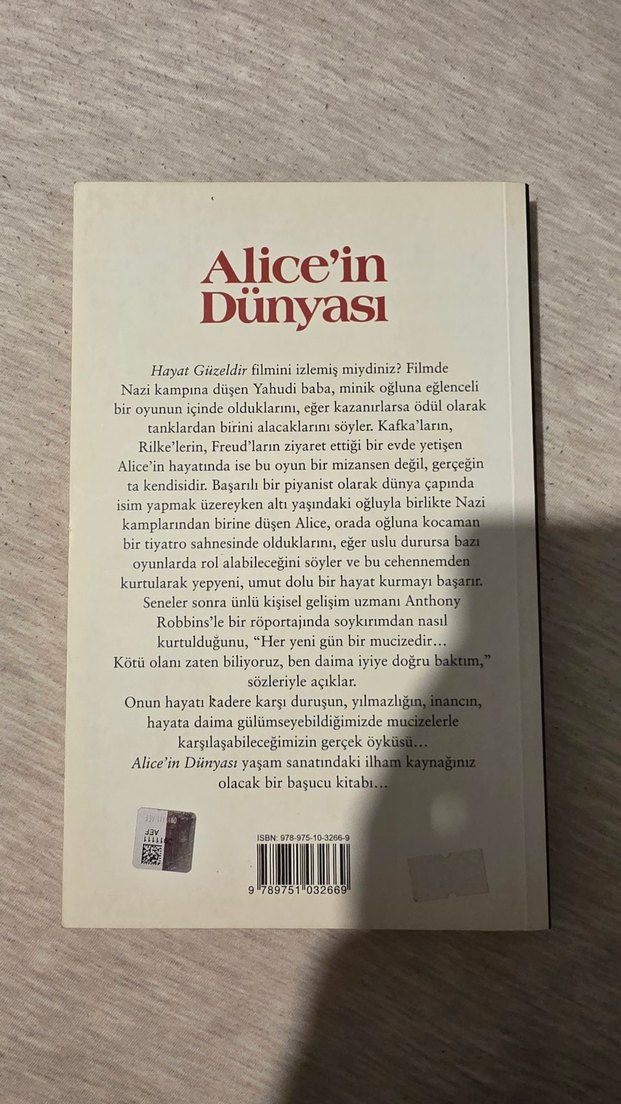 Alice'in
Dünyası
Hayat Güzeldir filmini izlemiş miydiniz? Filmde
Nazi kampına düşen Yahudi baba, minik oğluna eğlenceli
bir oyunun içinde olduklarını, eğer kazanırlarsa ödül olarak
tanklardan birini alacaklarını söyler. Kafka'ların,
Rilke'lerin, Freud'ların ziyaret ettiği bir evde yetişen
Alice'in hayatında ise bu oyun bir mizansen değil, gerçeğin
ta kendisidir. Başarılı bir piyanist olarak dünya çapında
isim yapmak üzereyken altı yaşındaki oğluyla birlikte Nazi
kamplarından birine düşen Alice, orada oğluna kocaman
bir tiyatro sahnesinde olduklarını, eğer uslu durursa bazı
oyunlarda rol alabileceğini söyler ve bu cehennemden
kurtularak yepyeni, umut dolu bir hayat kurmayı başarır.
Seneler sonra ünlü kişisel gelişim uzmanı Anthony
Robbins'le bir röportajında soykırımdan nasıl
kurtulduğunu, “Her yeni gün bir mucizedir…
Kötü olanı zaten biliyoruz, ben daima iyiye doğru baktım,”
sözleriyle açıklar.
Onun hayatı kadere karşı duruşun, yılmazlığın, inancın,
hayata daima gülümseyebildiğimizde mucizelerle
karşılaşabileceğimizin gerçek öyküsü…
Alice'in Dünyası yaşam sanatındaki ilham kaynağınız
olacak bir başucu kitabı…
AEF
ISBN: 978-975-10-3266-9
9 789751 032669